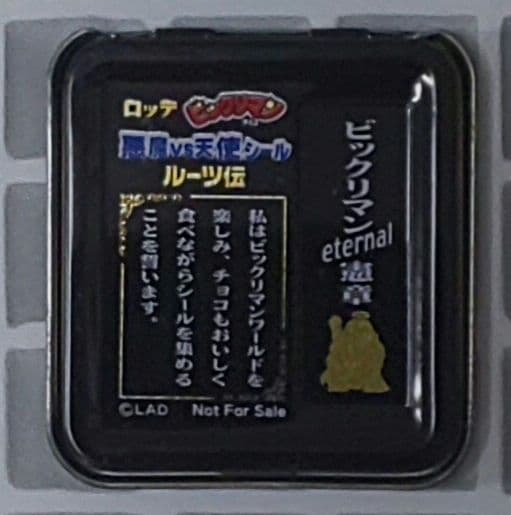 ロッテ ビックリマン
悪魔VS天使シール
ルーツ伝
ビックリマン
eternal
憲章
私はビックリマンワールドを
楽しみ、チョコもおいしく
食べながらシールを集める
ことを誓います。
©LAD Not For Sale